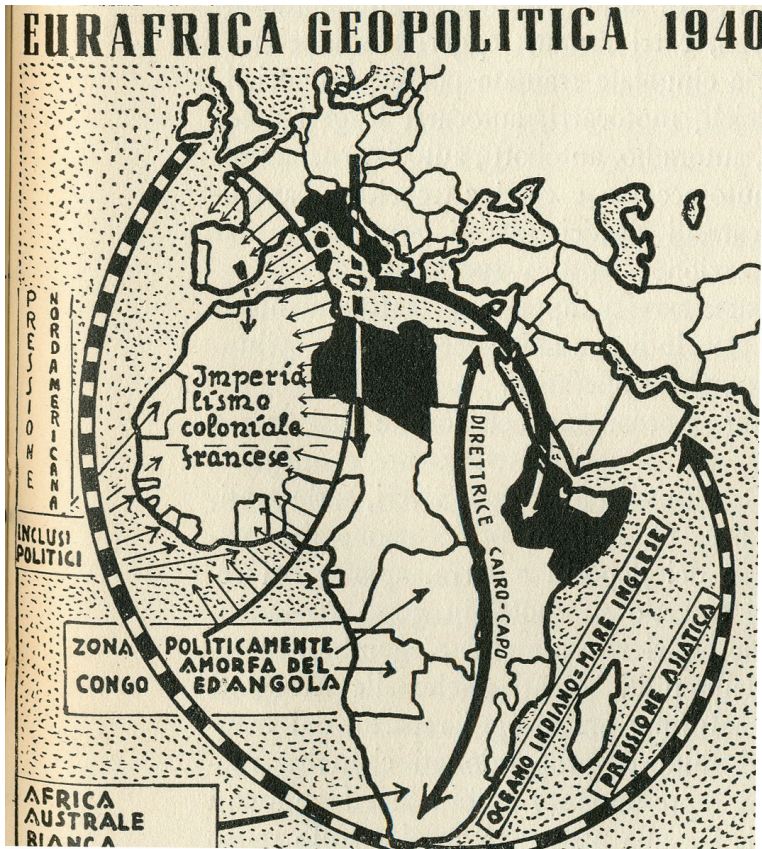 EURAFRICA GEOPOLITICA 1940
PRESSIONE
NORDAMERICANA
Imperia
lismo
coloniale
francese
INCLUSI
POLITICI
DIRETTRICE CAIRO-CAPO
ZONA POLITICAMENTE
AMORFA DEL
CONGO ED ANGOLA
OCEANO INDIANO=MARE INGLESE
PRESSIONE ASIATICA
AFRICA
AUSTRALE
BIANCA